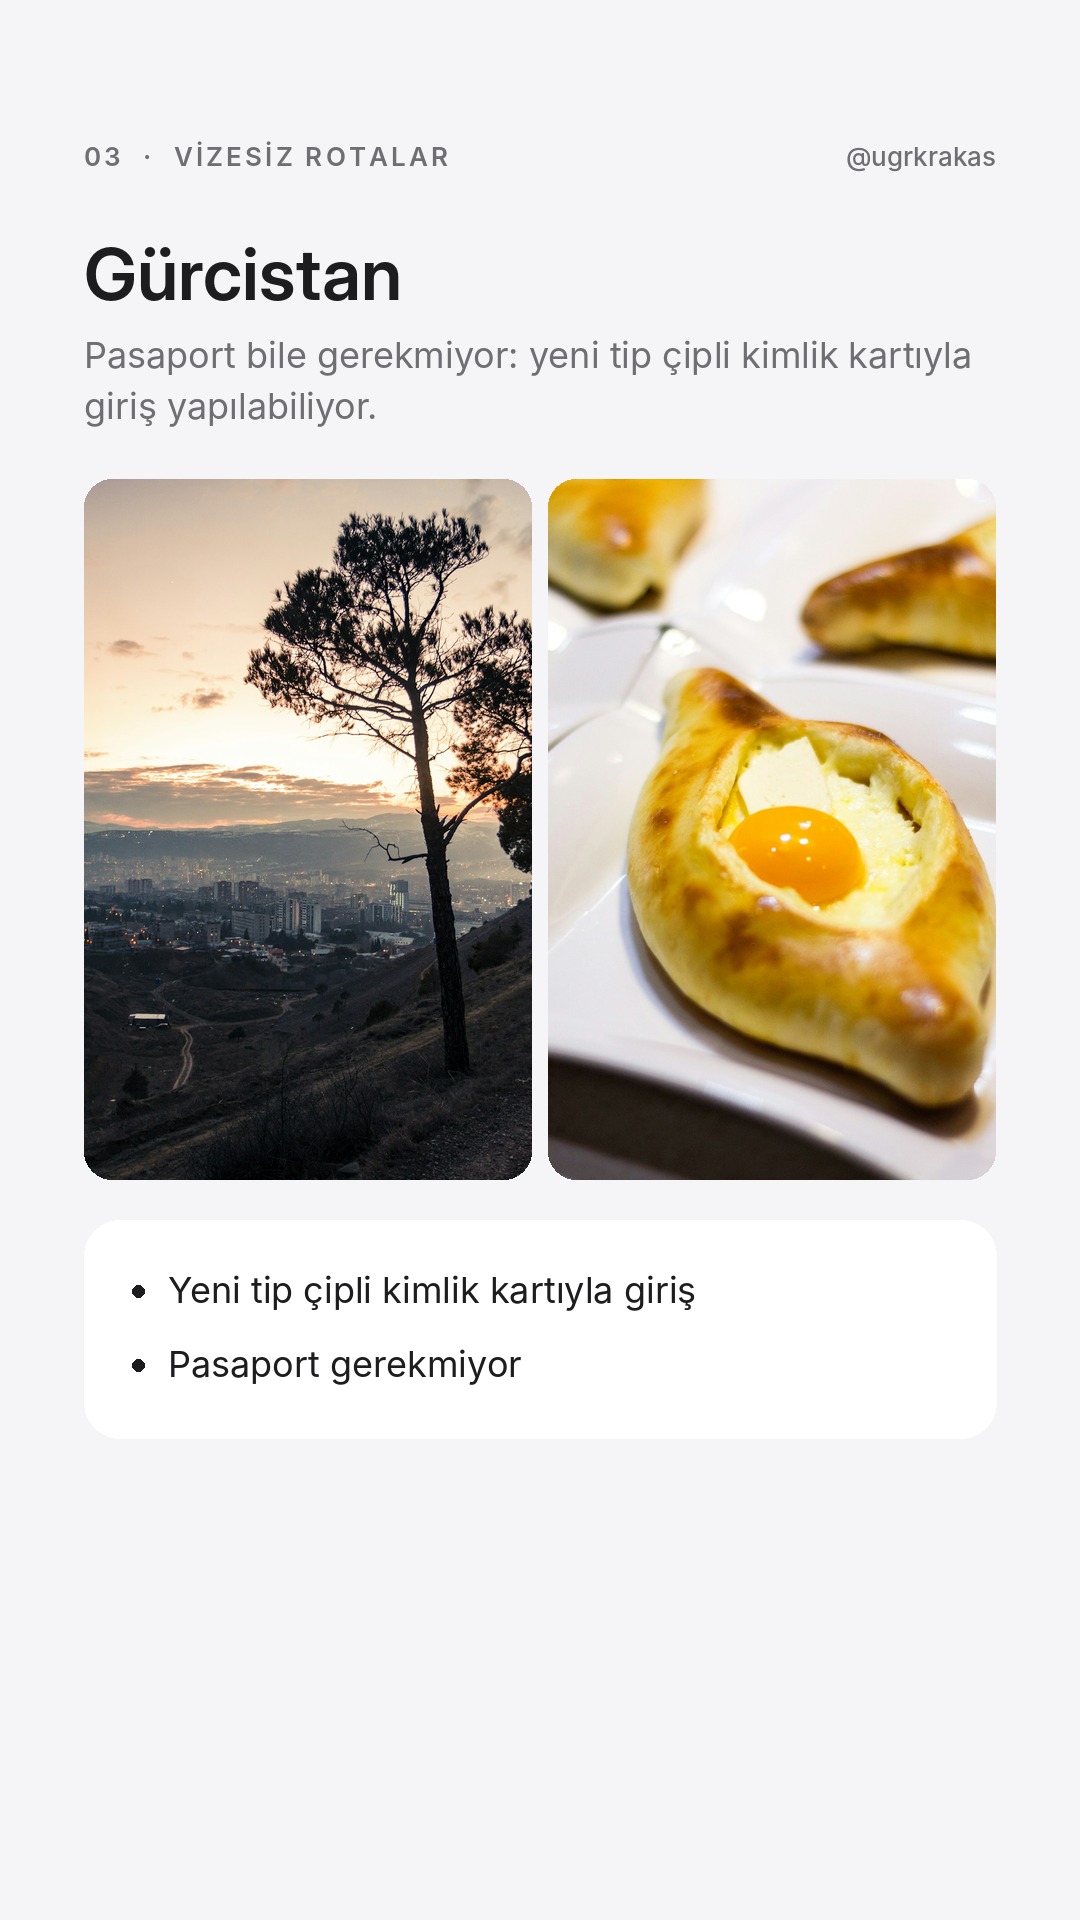 03 · VİZESİZ ROTALAR
@ugrkrakas
Gürcistan
Pasaport bile gerekmiyor: yeni tip çipli kimlik kartıyla
giriş yapılabiliyor.
• Yeni tip çipli kimlik kartıyla giriş
• Pasaport gerekmiyor